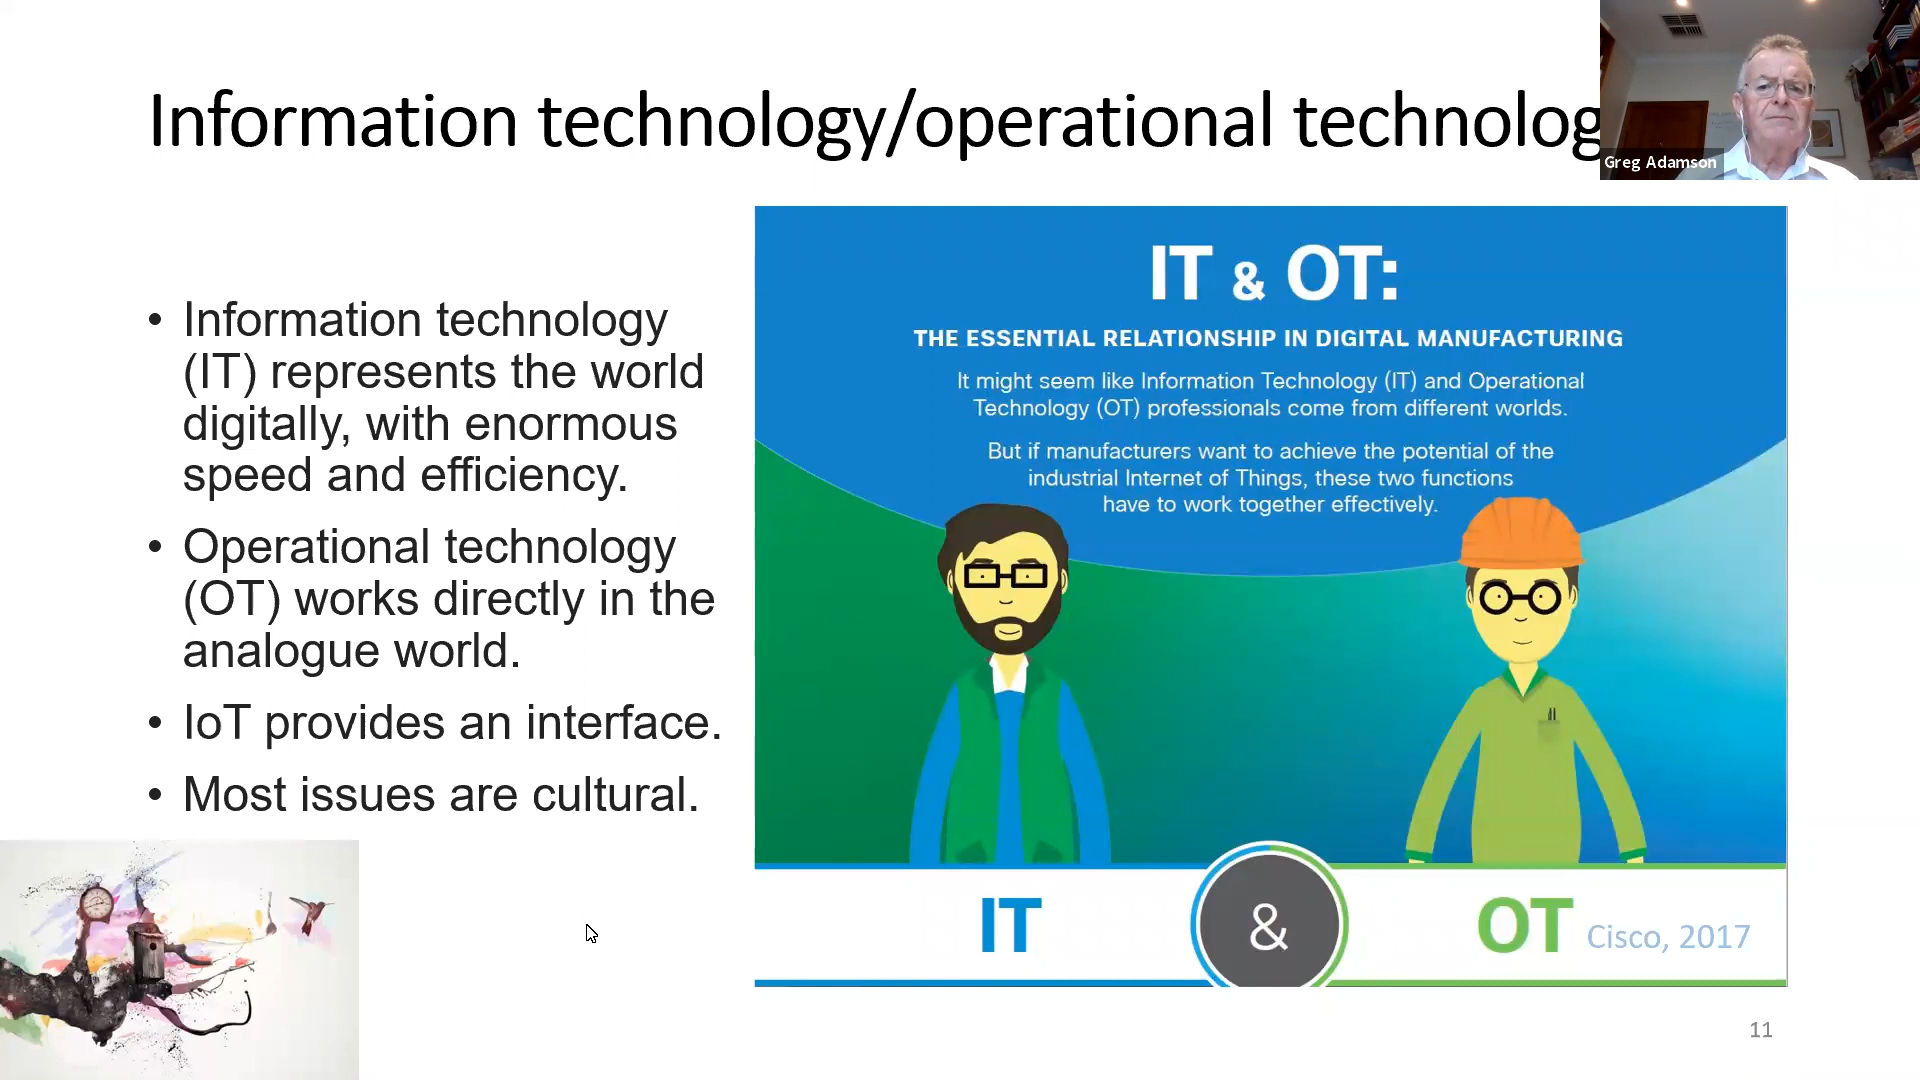 Information technology/operational technolog
Greg Adamson
• Information technology
(IT) represents the world
digitally, with enormous
speed and efficiency.
• Operational technology
(OT) works directly in the
analogue world.
• IoT provides an interface.
• Most issues are cultural.
IT & OT:
THE ESSENTIAL RELATIONSHIP IN DIGITAL MANUFACTURING
It might seem like Information Technology (IT) and Operational
Technology (OT) professionals come from different worlds.
But if manufacturers want to achieve the potential of the
industrial Internet of Things, these two functions
have to work together effectively.
IT
&
OT
Cisco, 2017
11